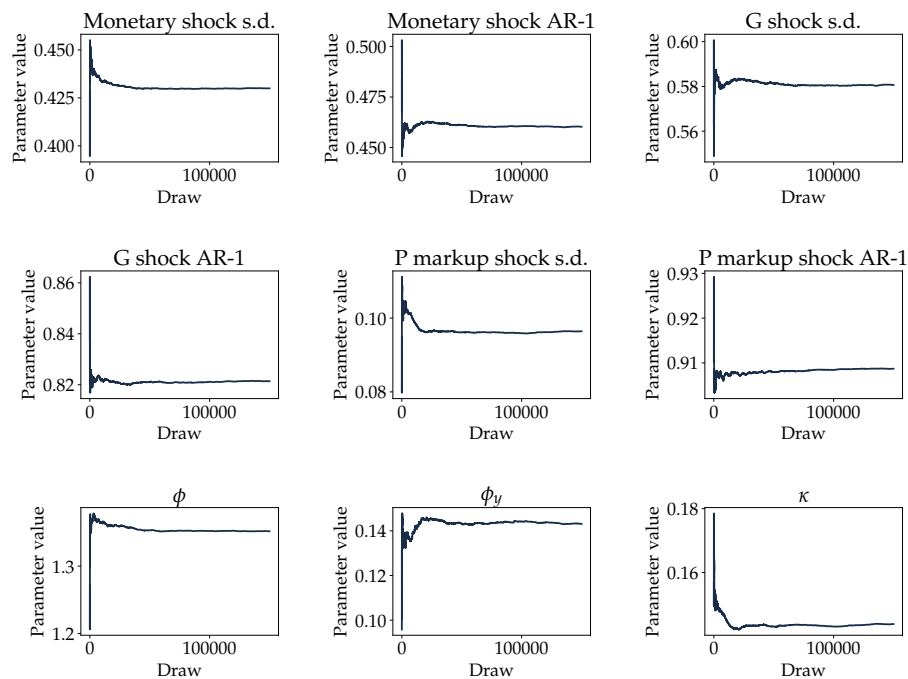 Monetary shock s.d.
Parameter value
0.450
0.425
0.400
0
100000
Draw
Monetary shock AR-1
Parameter value
0.500
0.475
0.450
0
100000
Draw
G shock s.d.
Parameter value
0.60
0.58
0.56
0
100000
Draw
G shock AR-1
Parameter value
0.86
0.84
0.82
0
100000
Draw
P markup shock s.d.
Parameter value
0.10
0.08
0
100000
Draw
P markup shock AR-1
Parameter value
0.93
0.92
0.91
0
100000
Draw
ϕ
Parameter value
1.3
1.2
0
100000
Draw
ϕy
Parameter value
0.14
0.12
0.10
0
100000
Draw
κ
Parameter value
0.18
0.16
0
100000
Draw